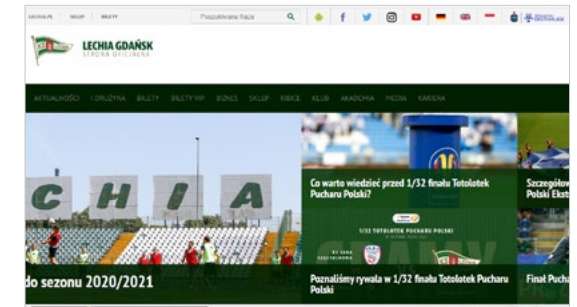 LECHIA.PL SKLEP BILETY
Poszukiwana fraza
LECHIA GDAŃSK
STRONA OFICJALNA
AKTUALNOŚCI I DRUŻYNA BILETY BILETY VIP BIZNES SKLEP KIBICE KLUB AKADEMIA MEDIA KARIERA
C H I A
do sezonu 2020/2021
Co warto wiedzieć przed 1/32 finału Totolotek
Pucharu Polski?
1/32 TOTOLOTEK PUCHARU POLSKI
Poznaliśmy rywala w 1/32 finału Totolotek Pucharu
Polski
Szczegółow
Polski Ekst
Finał Pucha